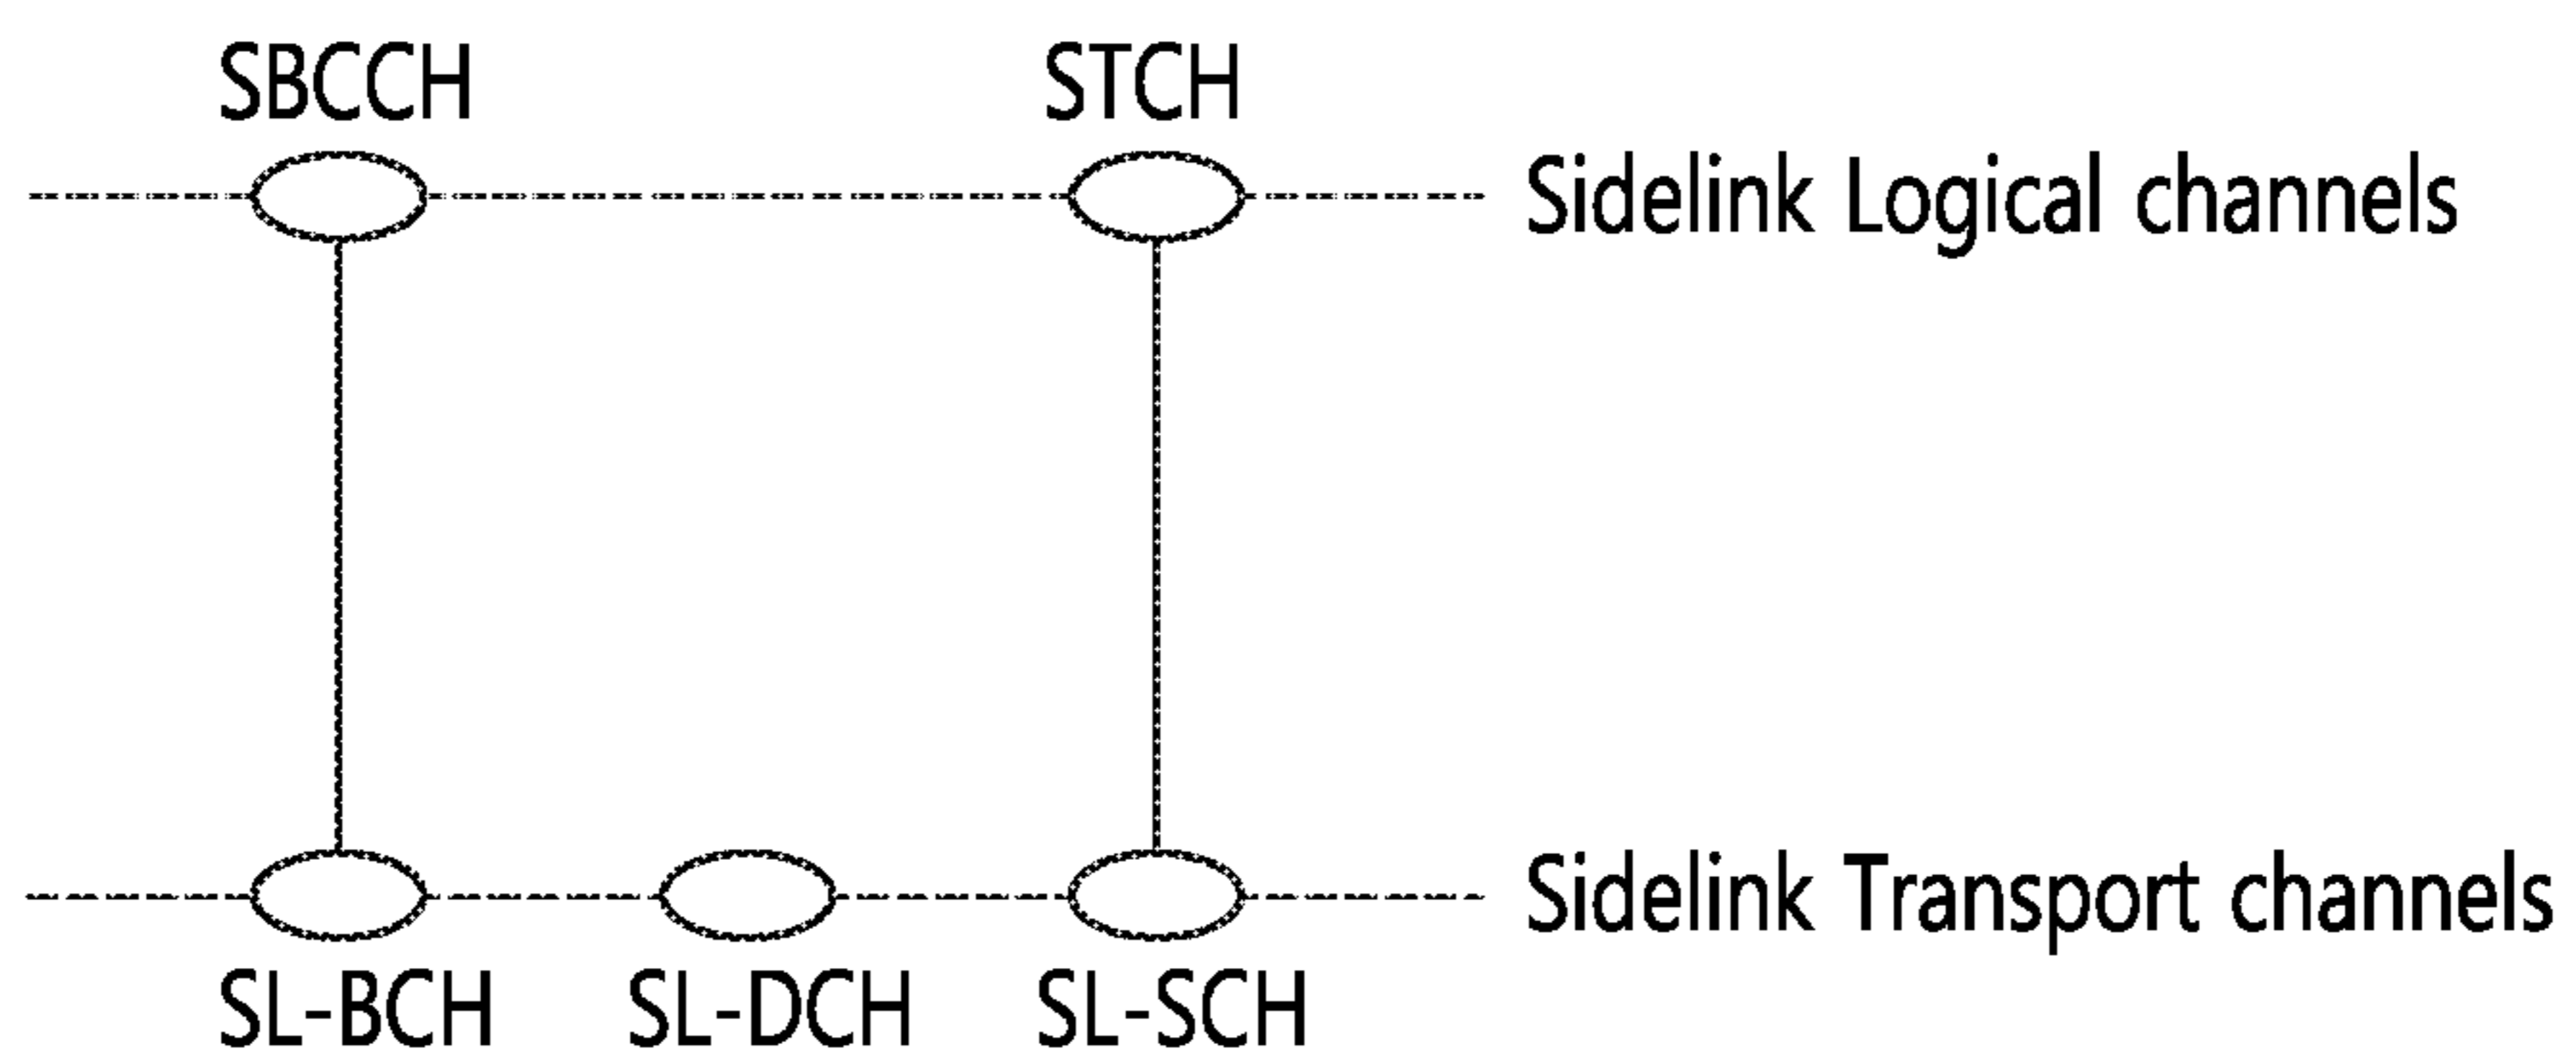 SBCCH STCH
Sidelink Logical channels
Sidelink Transport channels
SL-BCH SL-DCH SL-SCH